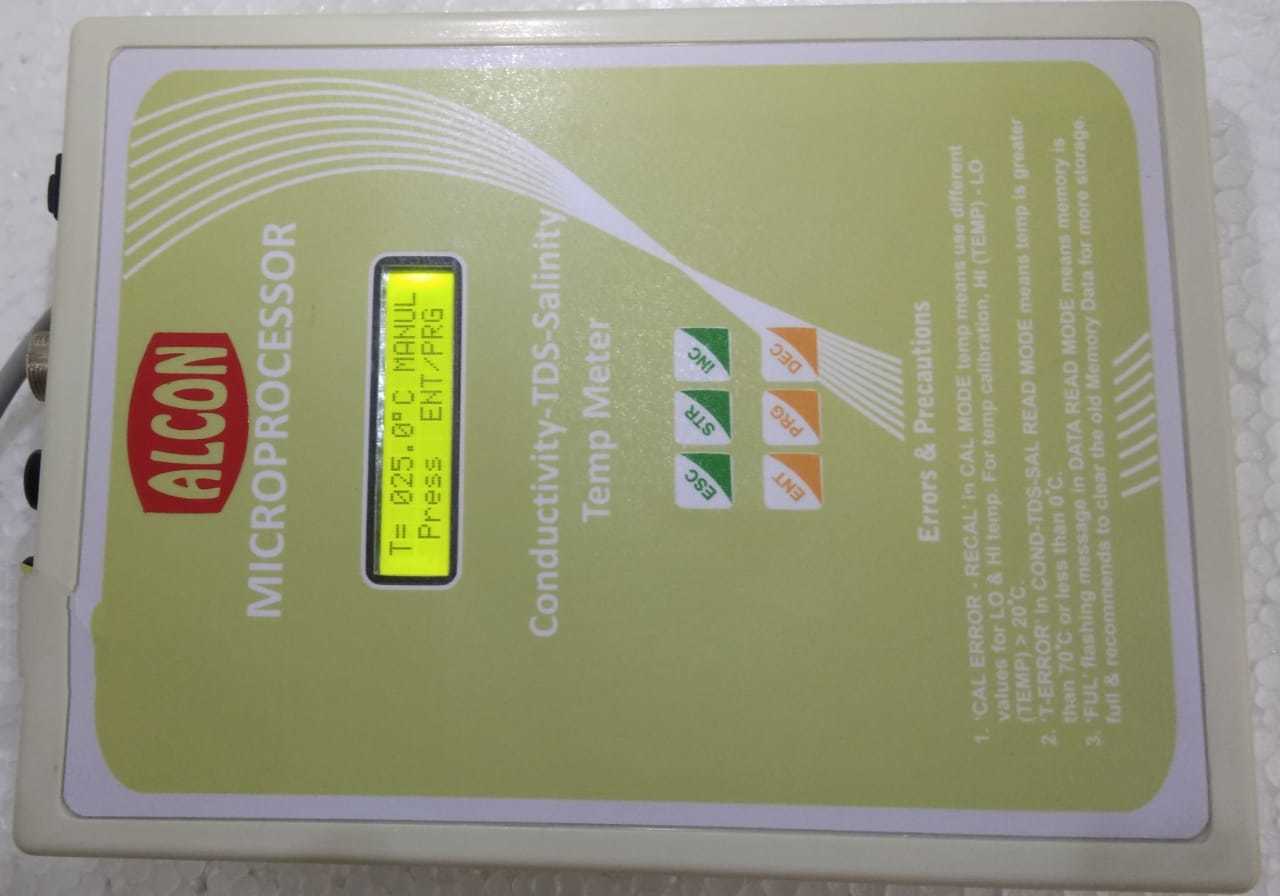 ALCON
MICROPROCESSOR
T= 025.0°C MANUL
Press ENT/PRG
Conductivity-TDS-Salinity
Temp Meter
ESC STR INC
ENT PRG DEC
Errors & Precautions
1. 'CAL ERROR - RECAL' in CAL MODE temp means use different
values for LO & HI temp. For temp calibration, HI (TEMP) - LO
(TEMP) > 20°C.
2. 'T-ERROR' in COND-TDS-SAL READ MODE means temp is greater
than 70°C or less than 0°C.
3. 'FUL' flashing message in DATA READ MODE means memory is
full & recommends to clear the old Memory Data for more storage.